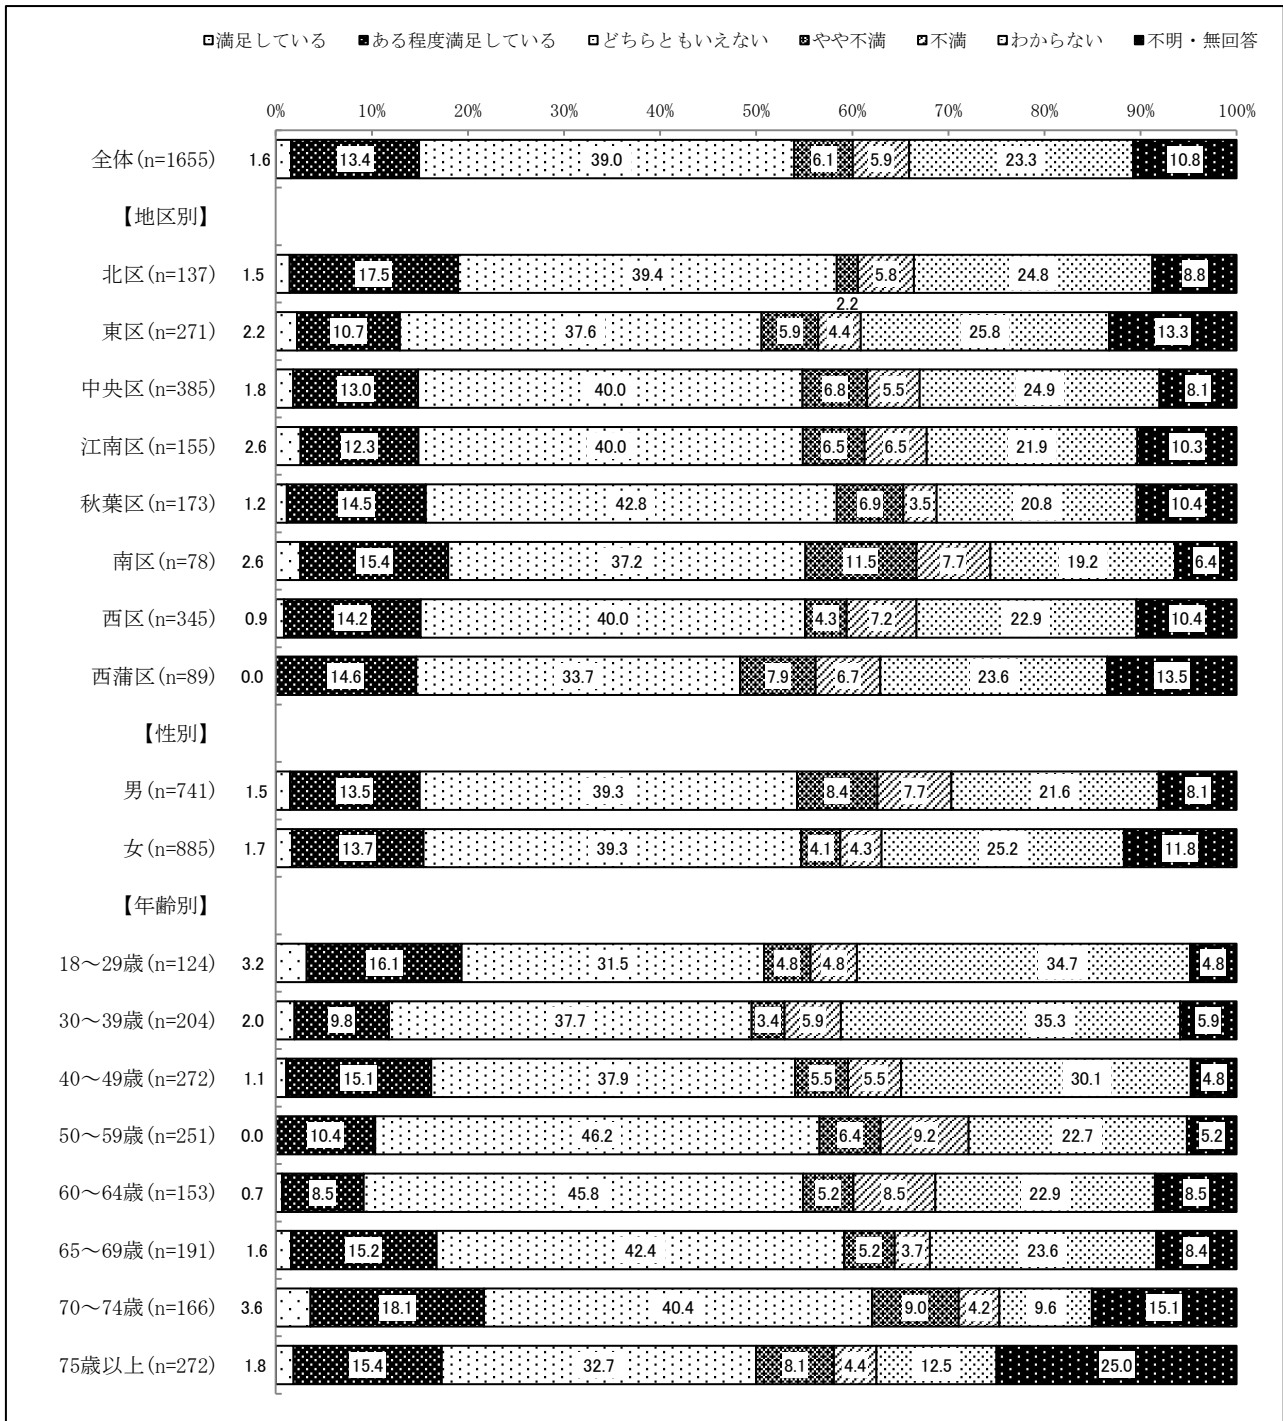 満足している ある程度満足している どちらともいえない やや不満 不満 わからない 不明・無回答
0% 10% 20% 30% 40% 50% 60% 70% 80% 90% 100%
全体(n=1655) 1.6 13.4 39.0 6.1 5.9 23.3 10.8
【地区別】
北区(n=137) 1.5 17.5 39.4 5.8 24.8 8.8
2.2
東区(n=271) 2.2 10.7 37.6 5.9 4.4 25.8 13.3
中央区(n=385) 1.8 13.0 40.0 6.8 5.5 24.9 8.1
江南区(n=155) 2.6 12.3 40.0 6.5 6.5 21.9 10.3
秋葉区(n=173) 1.2 14.5 42.8 6.9 3.5 20.8 10.4
南区(n=78) 2.6 15.4 37.2 11.5 7.7 19.2 6.4
西区(n=345) 0.9 14.2 40.0 4.3 7.2 22.9 10.4
西蒲区(n=89) 0.0 14.6 33.7 7.9 6.7 23.6 13.5
【性別】
男(n=741) 1.5 13.5 39.3 8.4 7.7 21.6 8.1
女(n=885) 1.7 13.7 39.3 4.1 4.3 25.2 11.8
【年齢別】
18～29歳(n=124) 3.2 16.1 31.5 4.8 4.8 34.7 4.8
30～39歳(n=204) 2.0 9.8 37.7 3.4 5.9 35.3 5.9
40～49歳(n=272) 1.1 15.1 37.9 5.5 5.5 30.1 4.8
50～59歳(n=251) 0.0 10.4 46.2 6.4 9.2 22.7 5.2
60～64歳(n=153) 0.7 8.5 45.8 5.2 8.5 22.9 8.5
65～69歳(n=191) 1.6 15.2 42.4 5.2 3.7 23.6 8.4
70～74歳(n=166) 3.6 18.1 40.4 9.0 4.2 9.6 15.1
75歳以上(n=272) 1.8 15.4 32.7 8.1 4.4 12.5 25.0